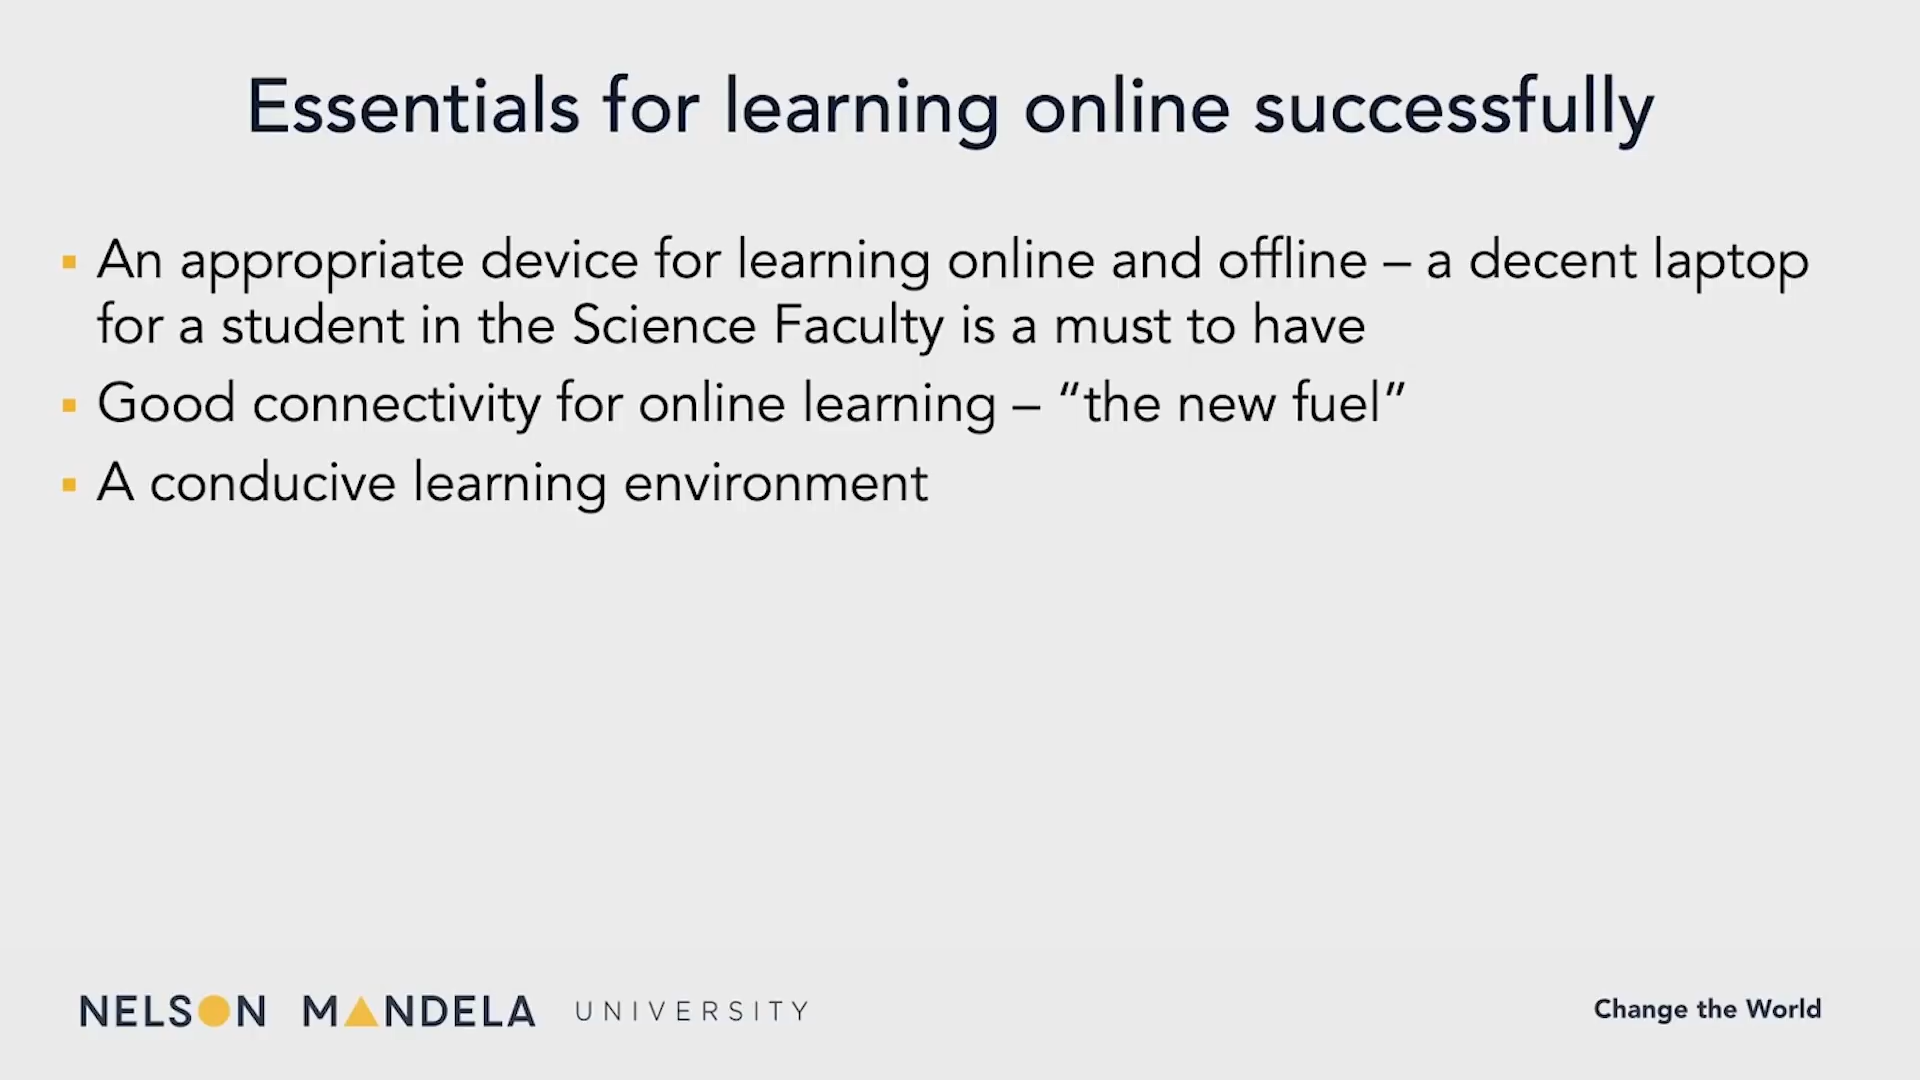 Essentials for learning online successfully
▪ An appropriate device for learning online and offline – a decent laptop
for a student in the Science Faculty is a must to have
▪ Good connectivity for online learning – “the new fuel”
▪ A conducive learning environment
NELSON MANDELA UNIVERSITY
Change the World